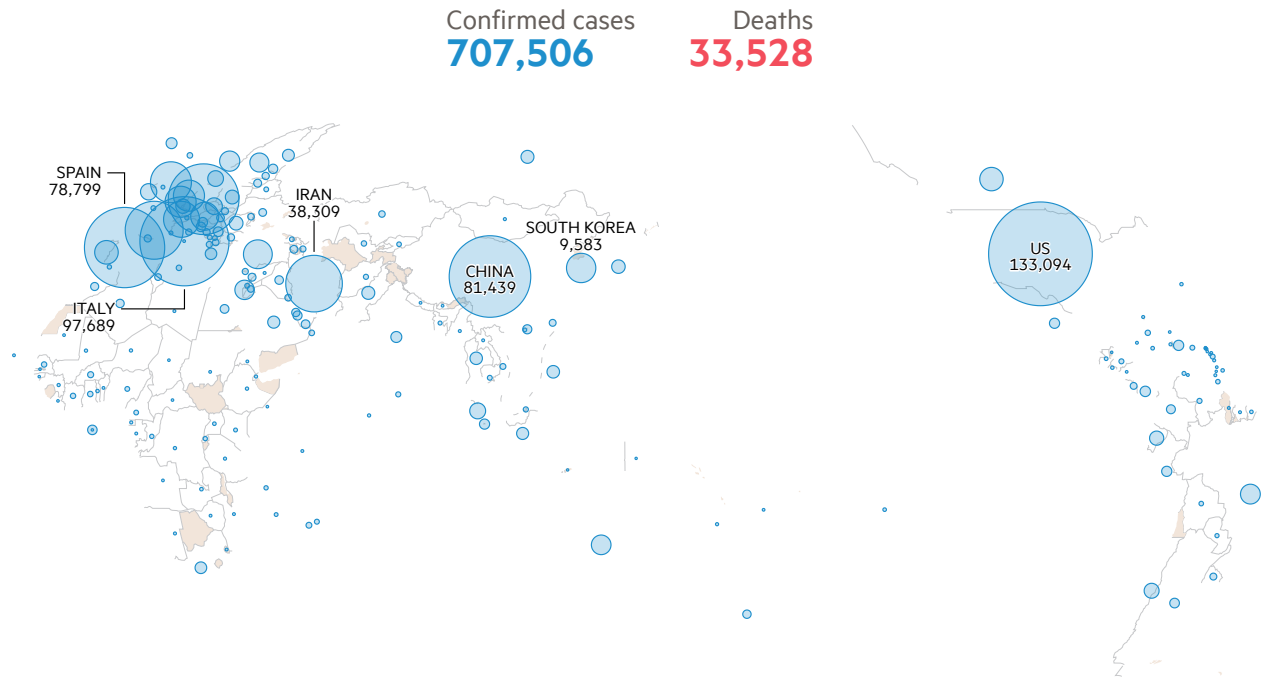 Confirmed cases
707,506
Deaths
33,528
SPAIN
78,799
IRAN
38,309
SOUTH KOREA
9,583
US
133,094
CHINA
81,439
ITALY
97,689